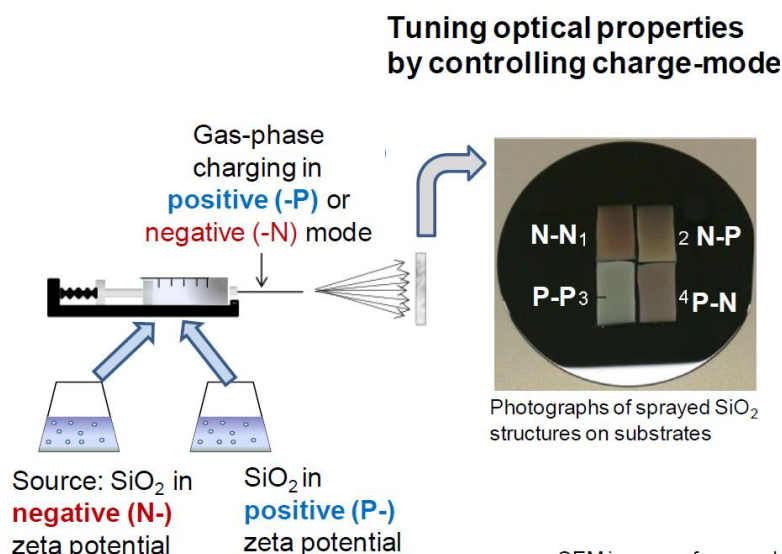 Tuning optical properties
by controlling charge-mode
Gas-phase
charging in
positive (-P) or
negative (-N) mode
N-N1
2 N-P
P-P3
4 P-N
Photographs of sprayed SiO₂
structures on substrates
Source: SiO₂ in
negative (N-)
zeta potential
SiO₂ in
positive (P-)
zeta potential